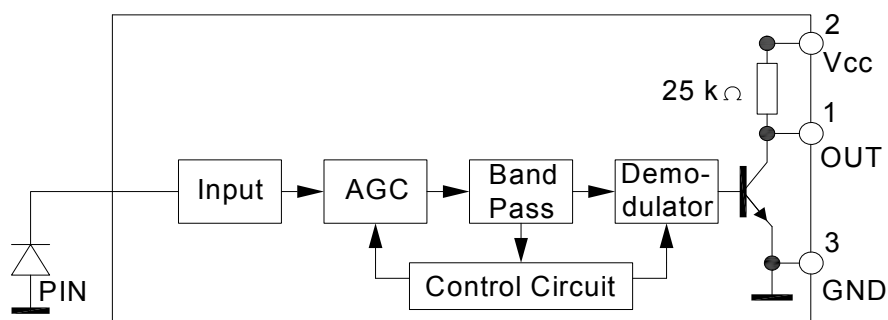 2
Vcc
25 kΩ
1
OUT
Input
AGC
Band
Pass
Demo-
dulator
3
GND
PIN
Control Circuit